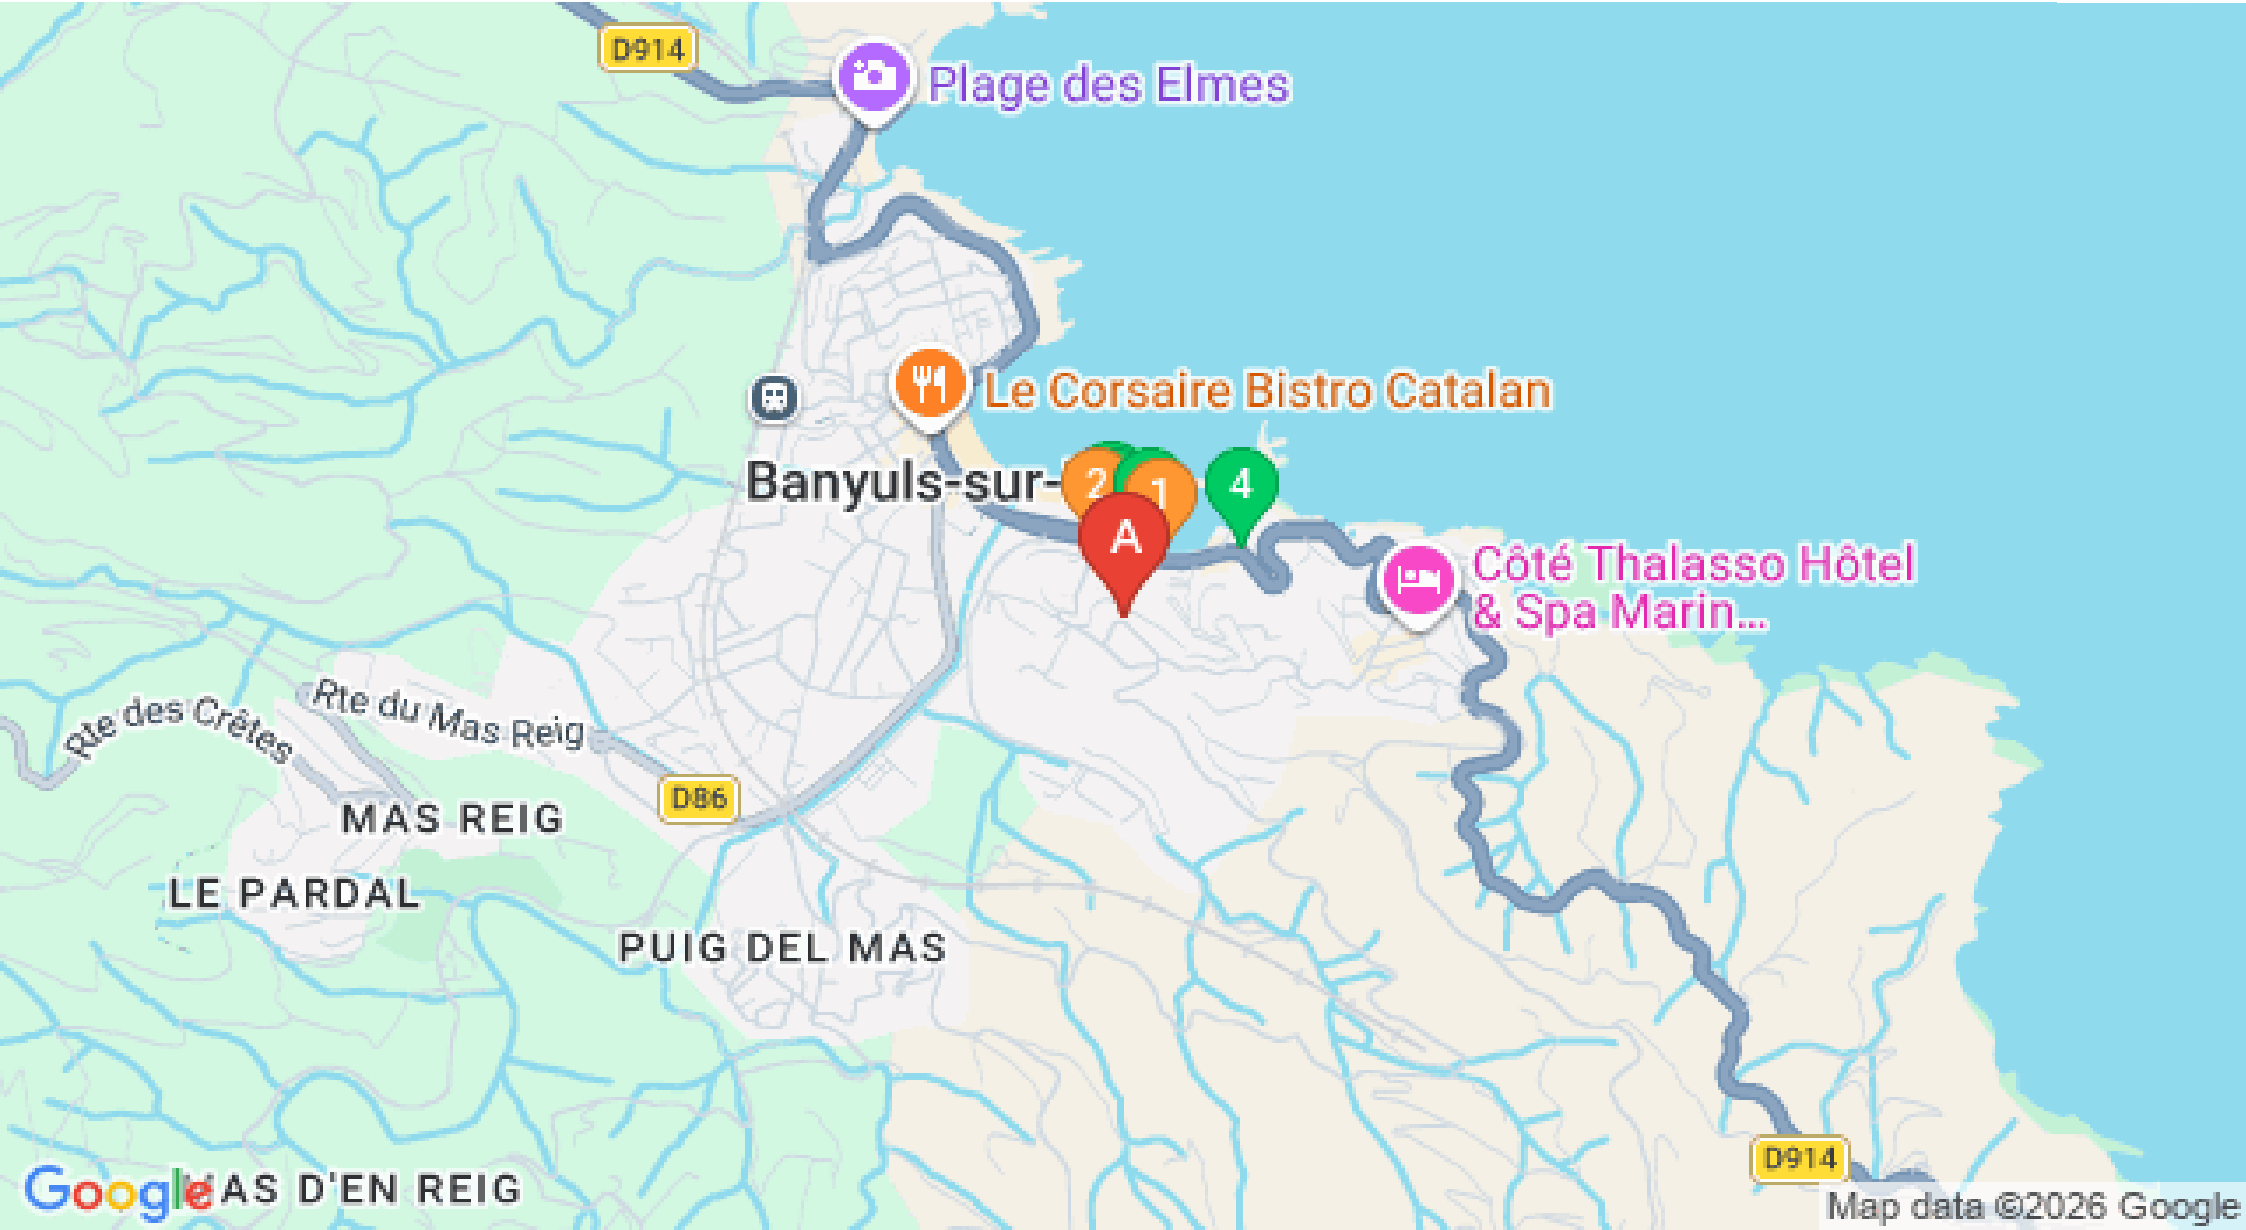 D914
Plage des Elmes
Le Corsaire Bistro Catalan
Banyuls-sur-
2
1
4
A
Côté Thalasso Hôtel
& Spa Marin...
Rte des Crêtes
Rte du Mas Reig
D86
MAS REIG
LE PARDAL
PUIG DEL MAS
D914
Google
AS D'EN REIG
Map data ©2026 Google